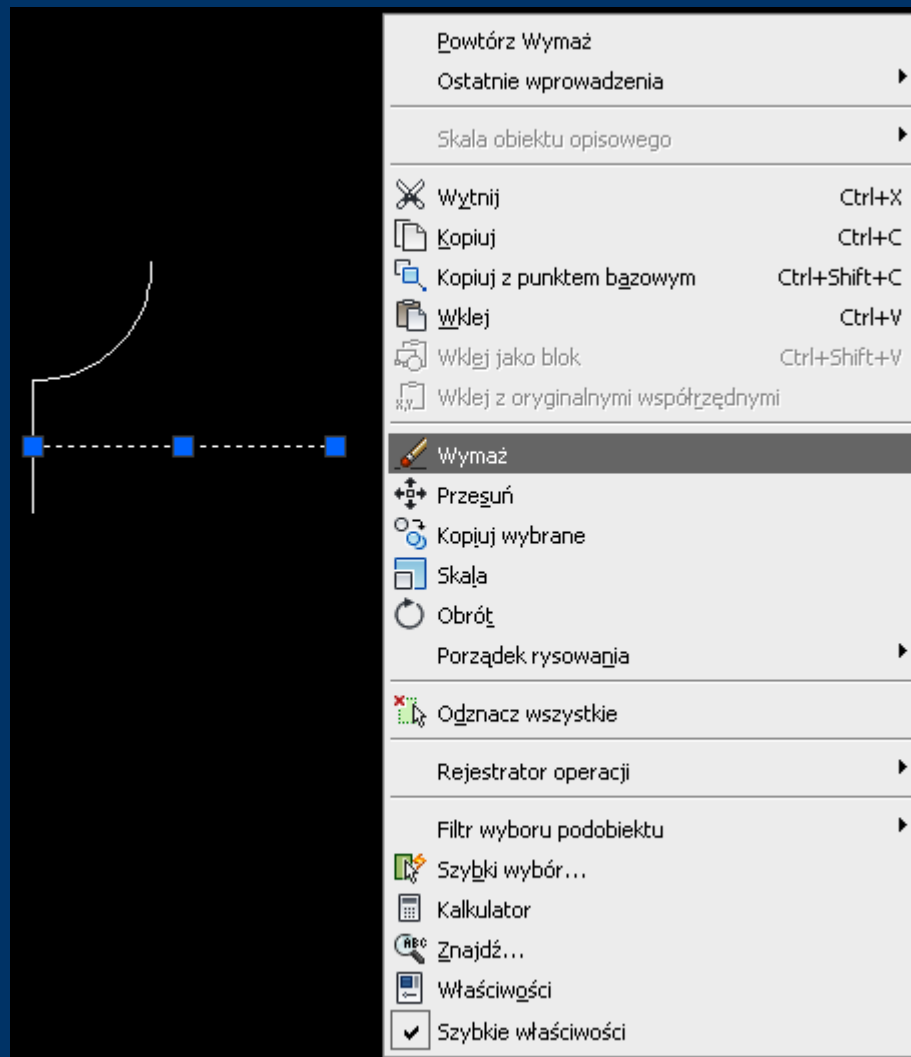 Powtórz Wymaż
Ostatnie wprowadzenia
Skala obiektu opisowego
Wytnij Ctrl+X
Kopiuj Ctrl+C
Kopiuj z punktem bazowym Ctrl+Shift+C
Wklej Ctrl+V
Wklej jako blok Ctrl+Shift+V
Wklej z oryginalnymi współrzędnymi
Wymaż
Przesuń
Kopiuj wybrane
Skala
Obrót
Porządek rysowania
Odznacz wszystkie
Rejestrator operacji
Filtr wyboru podobiektu
Szybki wybór...
Kalkulator
Znajdź...
Właściwości
Szybkie właściwości